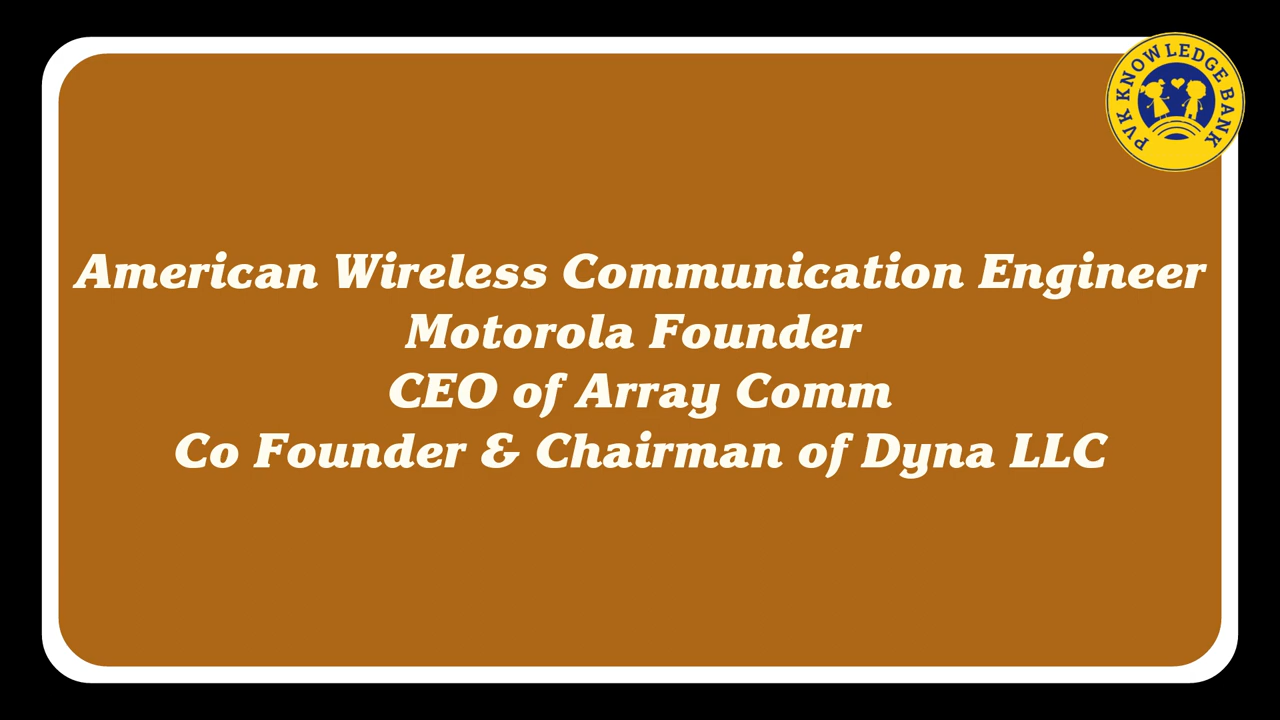 PVK KNOWLEDGE BANK
American Wireless Communication Engineer
Motorola Founder
CEO of Array Comm
Co Founder & Chairman of Dyna LLC